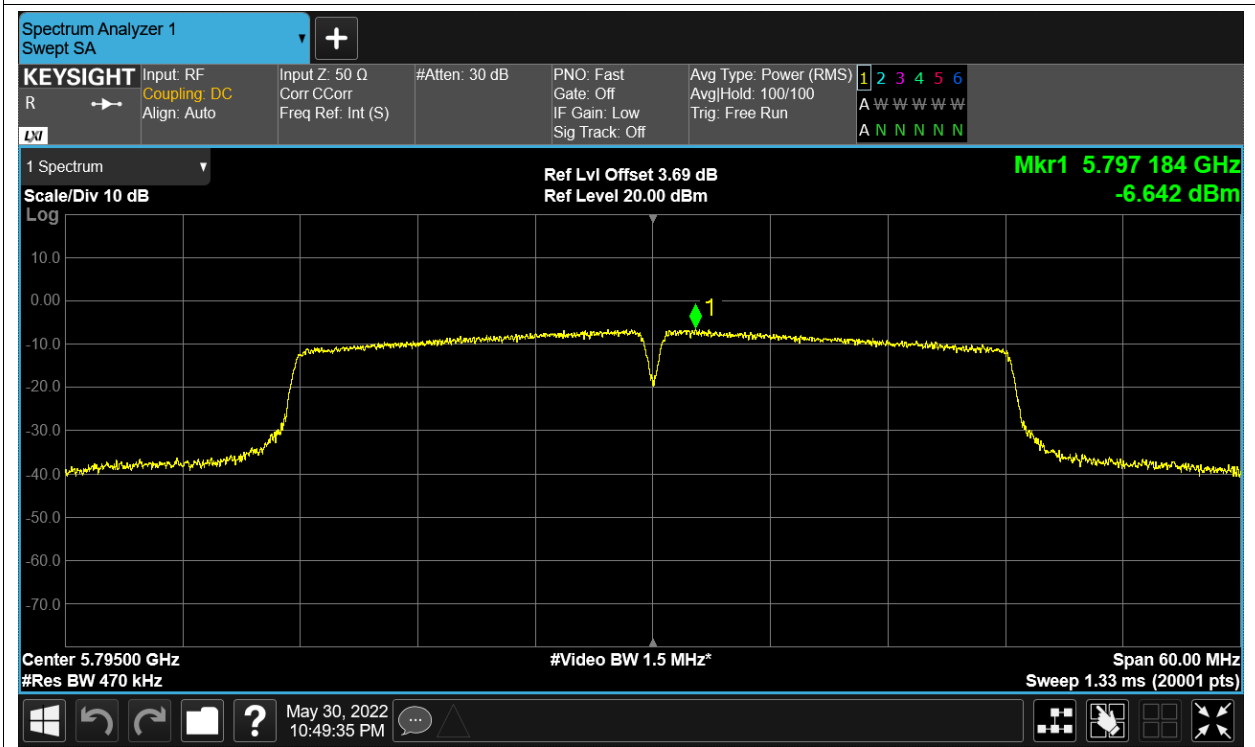 Spectrum Analyzer 1
Swept SA
+
KEYSIGHT
R
LXI
Input: RF
Coupling: DC
Align: Auto
Input Z: 50 Ω
Corr CCorr
Freq Ref: Int (S)
#Atten: 30 dB
PNO: Fast
Gate: Off
IF Gain: Low
Sig Track: Off
Avg Type: Power (RMS)
Avg|Hold: 100/100
Trig: Free Run
1 2 3 4 5 6
A W W W W W
A N N N N N
1 Spectrum
Scale/Div 10 dB
Log
Ref Lvl Offset 3.69 dB
Ref Level 20.00 dBm
Mkr1 5.797 184 GHz
-6.642 dBm
10.0
0.00
-10.0
-20.0
-30.0
-40.0
-50.0
-60.0
-70.0
1
Center 5.79500 GHz
#Res BW 470 kHz
#Video BW 1.5 MHz*
Span 60.00 MHz
Sweep 1.33 ms (20001 pts)
?
May 30, 2022
10:49:35 PM